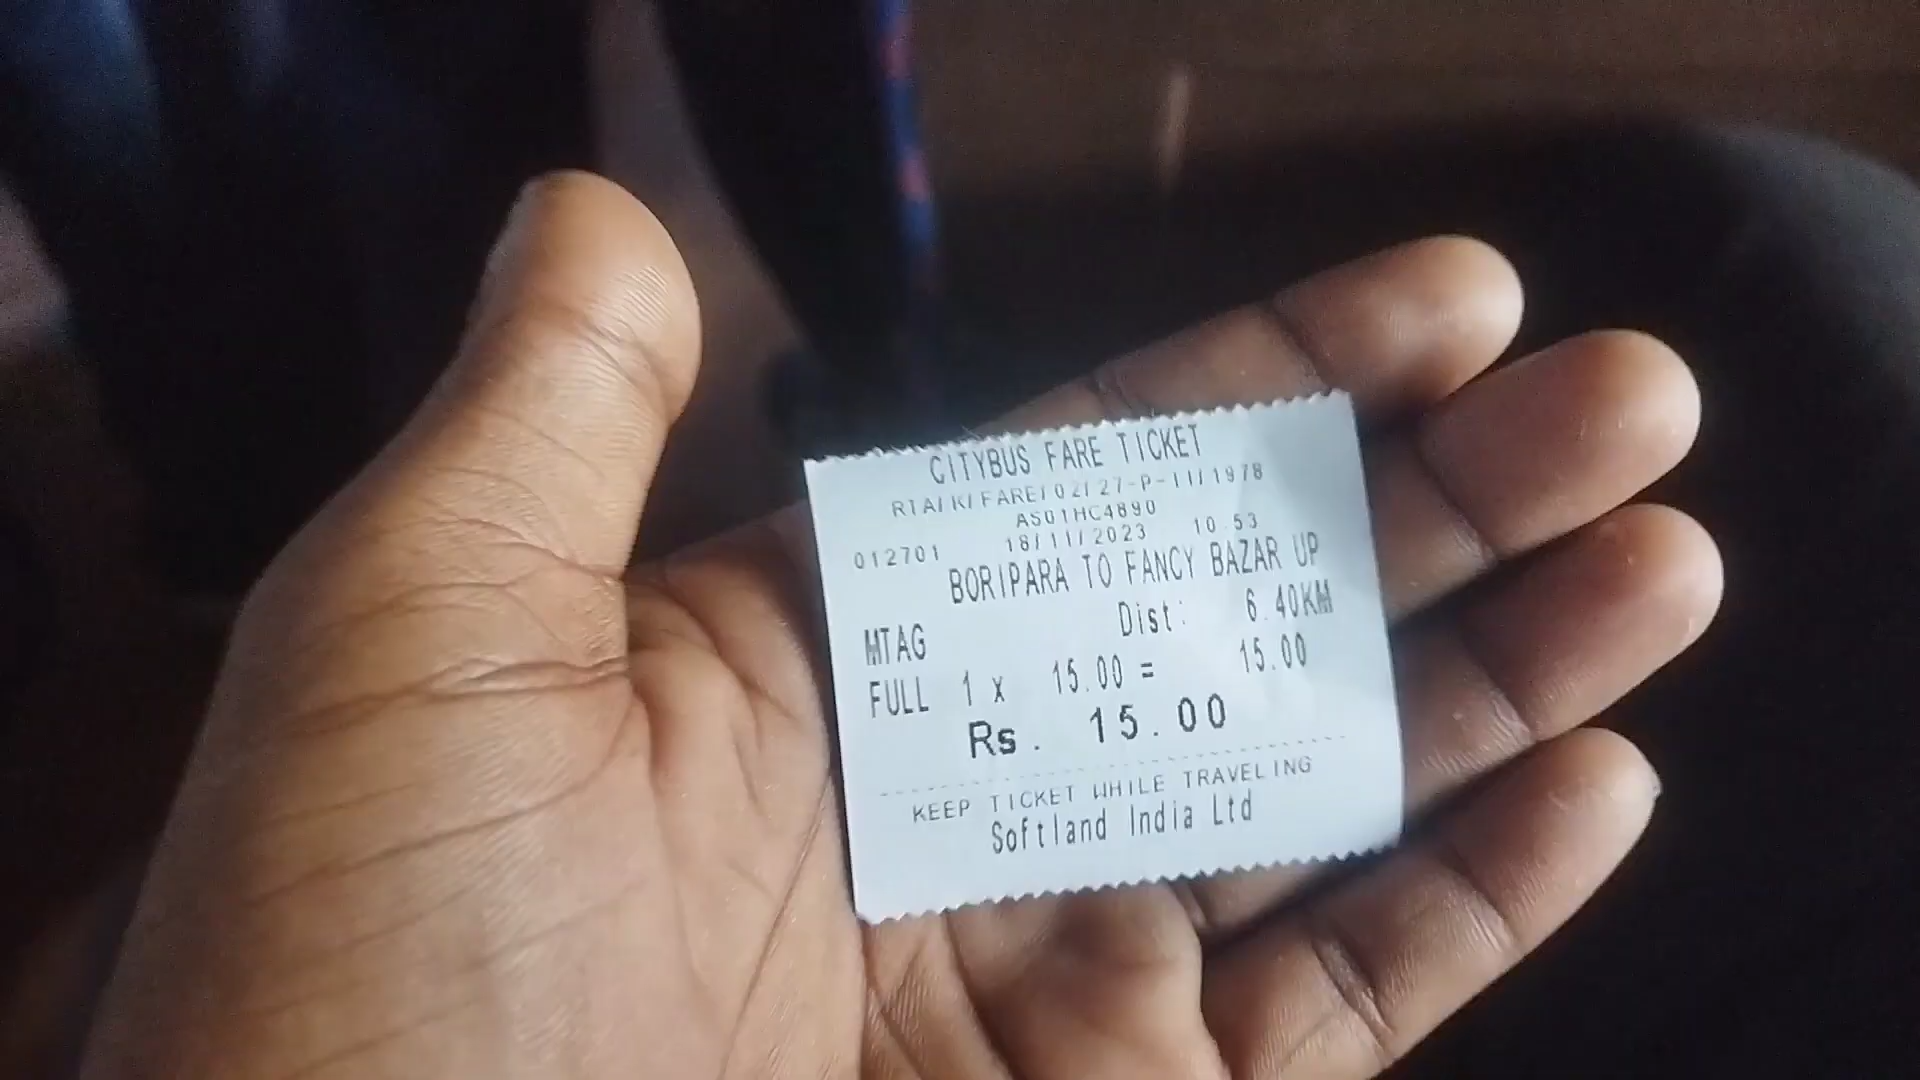 CITYBUS FARE TICKET
RTA/K/FARE/02/27-P-11/1978
AS01HC4890
012701 18/11/2023 10.53
BORIPARA TO FANCY BAZAR UP
Dist: 6.40KM
MTAG
FULL 1 x 15.00 = 15.00
Rs. 15.00
KEEP TICKET WHILE TRAVELING
Softland India Ltd